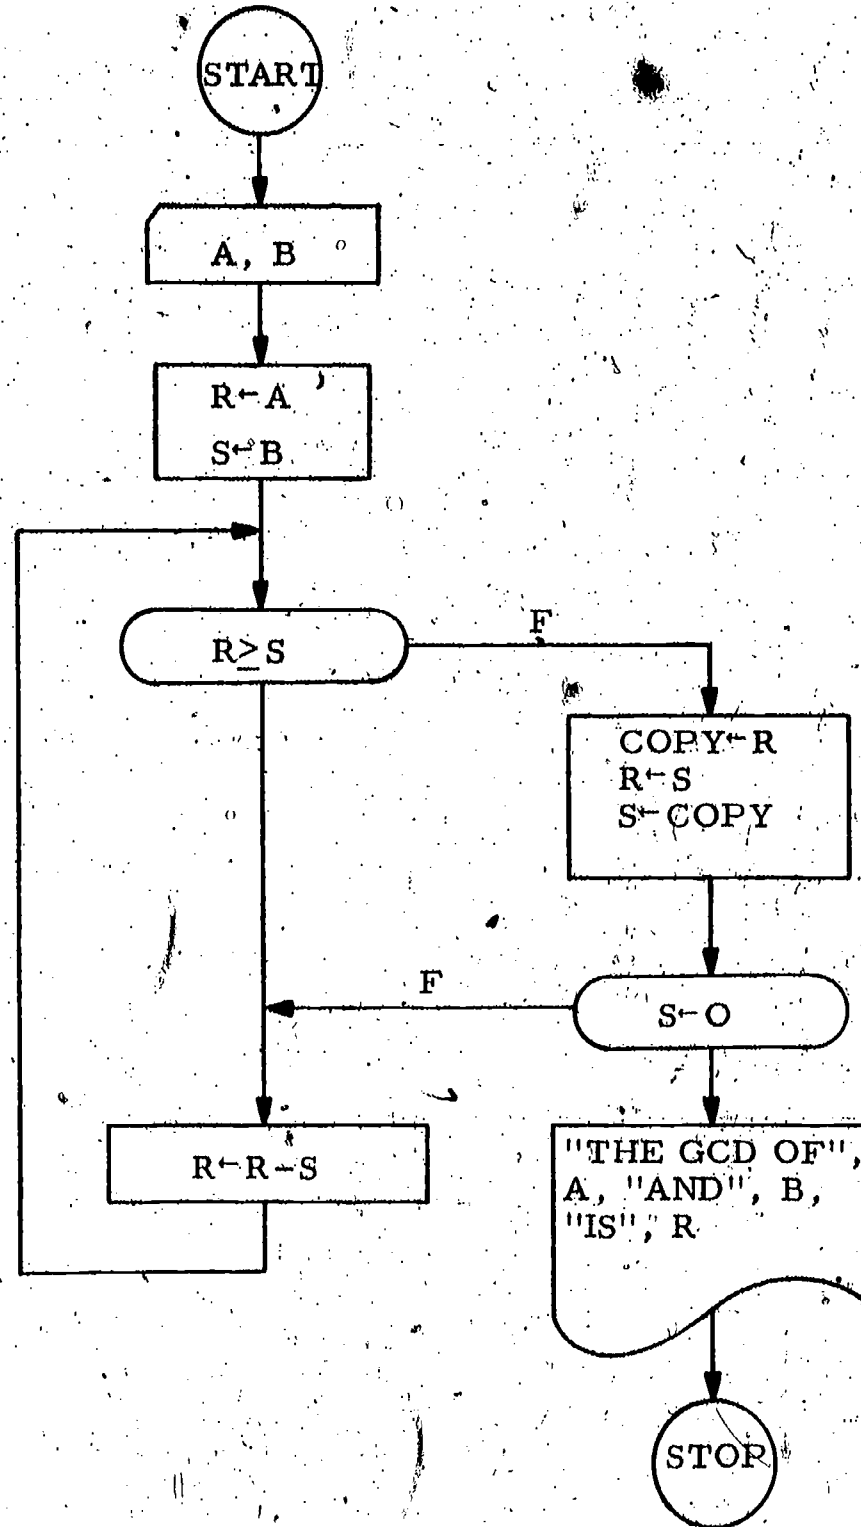 START
A, B
R←A
S←B
R≥S
F
COPY←R
R←S
S←COPY
F
S←O
R←R-S
"THE GCD OF",
A, "AND", B,
"IS", R
STOP